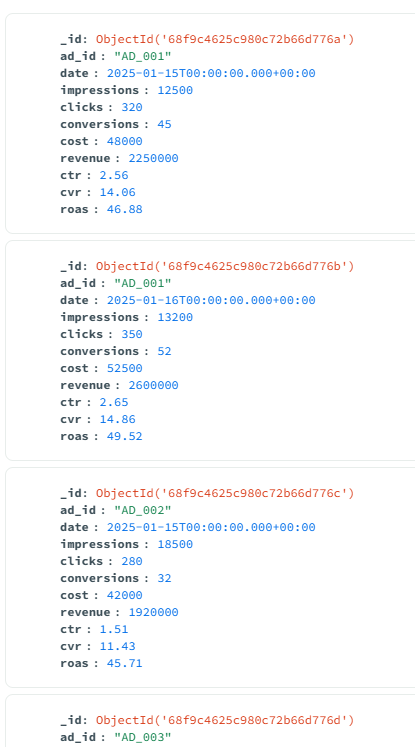 _id: ObjectId('68f9c4625c980c72b66d776a')
ad_id : "AD_001"
date : 2025-01-15T00:00:00.000+00:00
impressions : 12500
clicks : 320
conversions : 45
cost : 48000
revenue : 2250000
ctr : 2.56
cvr : 14.06
roas : 46.88
_id: ObjectId('68f9c4625c980c72b66d776b')
ad_id : "AD_001"
date : 2025-01-16T00:00:00.000+00:00
impressions : 13200
clicks : 350
conversions : 52
cost : 52500
revenue : 2600000
ctr : 2.65
cvr : 14.86
roas : 49.52
_id: ObjectId('68f9c4625c980c72b66d776c')
ad_id : "AD_002"
date : 2025-01-15T00:00:00.000+00:00
impressions : 18500
clicks : 280
conversions : 32
cost : 42000
revenue : 1920000
ctr : 1.51
cvr : 11.43
roas : 45.71
_id: ObjectId('68f9c4625c980c72b66d776d')
ad_id : "AD_003"